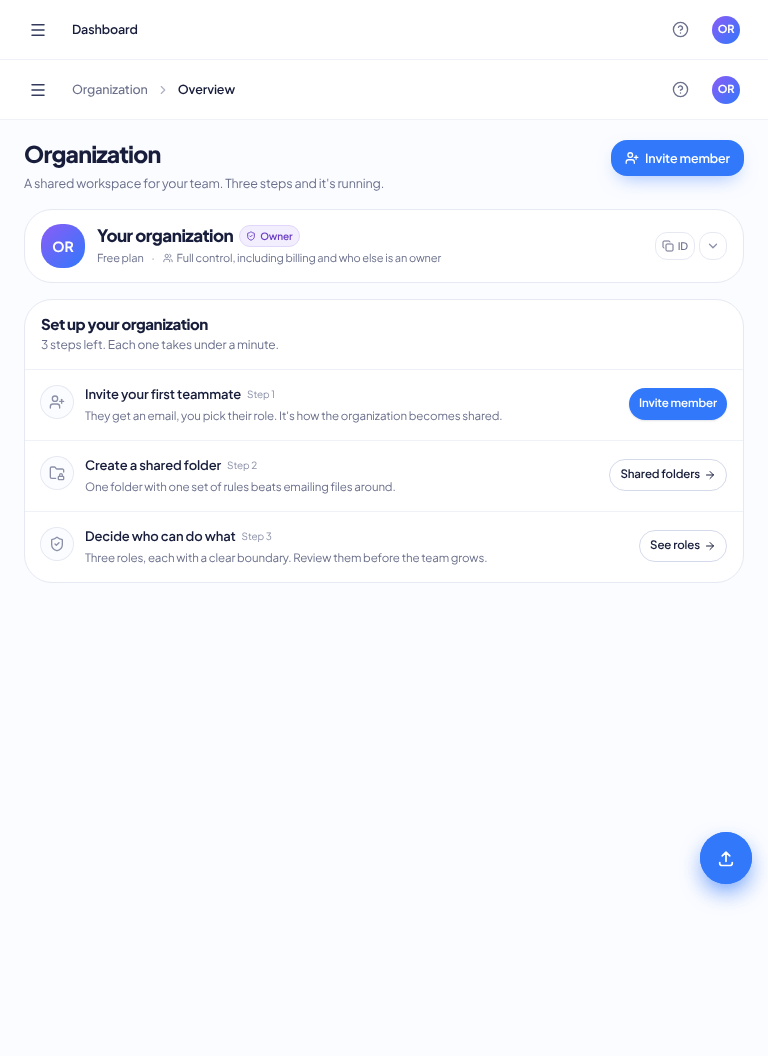 Dashboard
OR
Organization > Overview
OR
Organization
Invite member
A shared workspace for your team. Three steps and it's running.
OR
Your organization
Owner
Free plan · Full control, including billing and who else is an owner
ID
Set up your organization
3 steps left. Each one takes under a minute.
Invite your first teammate Step 1
They get an email, you pick their role. It's how the organization becomes shared.
Invite member
Create a shared folder Step 2
One folder with one set of rules beats emailing files around.
Shared folders →
Decide who can do what Step 3
Three roles, each with a clear boundary. Review them before the team grows.
See roles →